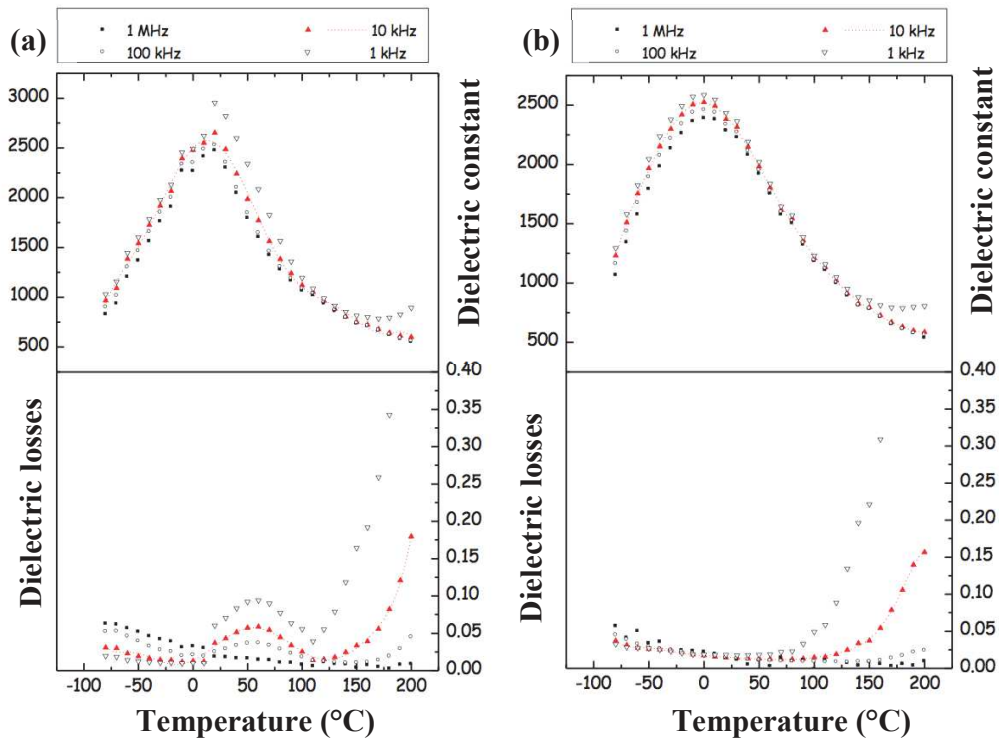 (a)
1 MHz
10 kHz
100 kHz
1 kHz
3000
2500
2000
1500
1000
500
Dielectric constant
0.40
0.35
0.30
0.25
0.20
0.15
0.10
0.05
0.00
Dielectric losses
-100 -50 0 50 100 150 200
Temperature (°C)
(b)
1 MHz
10 kHz
100 kHz
1 kHz
2500
2000
1500
1000
500
Dielectric constant
0.40
0.35
0.30
0.25
0.20
0.15
0.10
0.05
0.00
Dielectric losses
-100 -50 0 50 100 150 200
Temperature (°C)